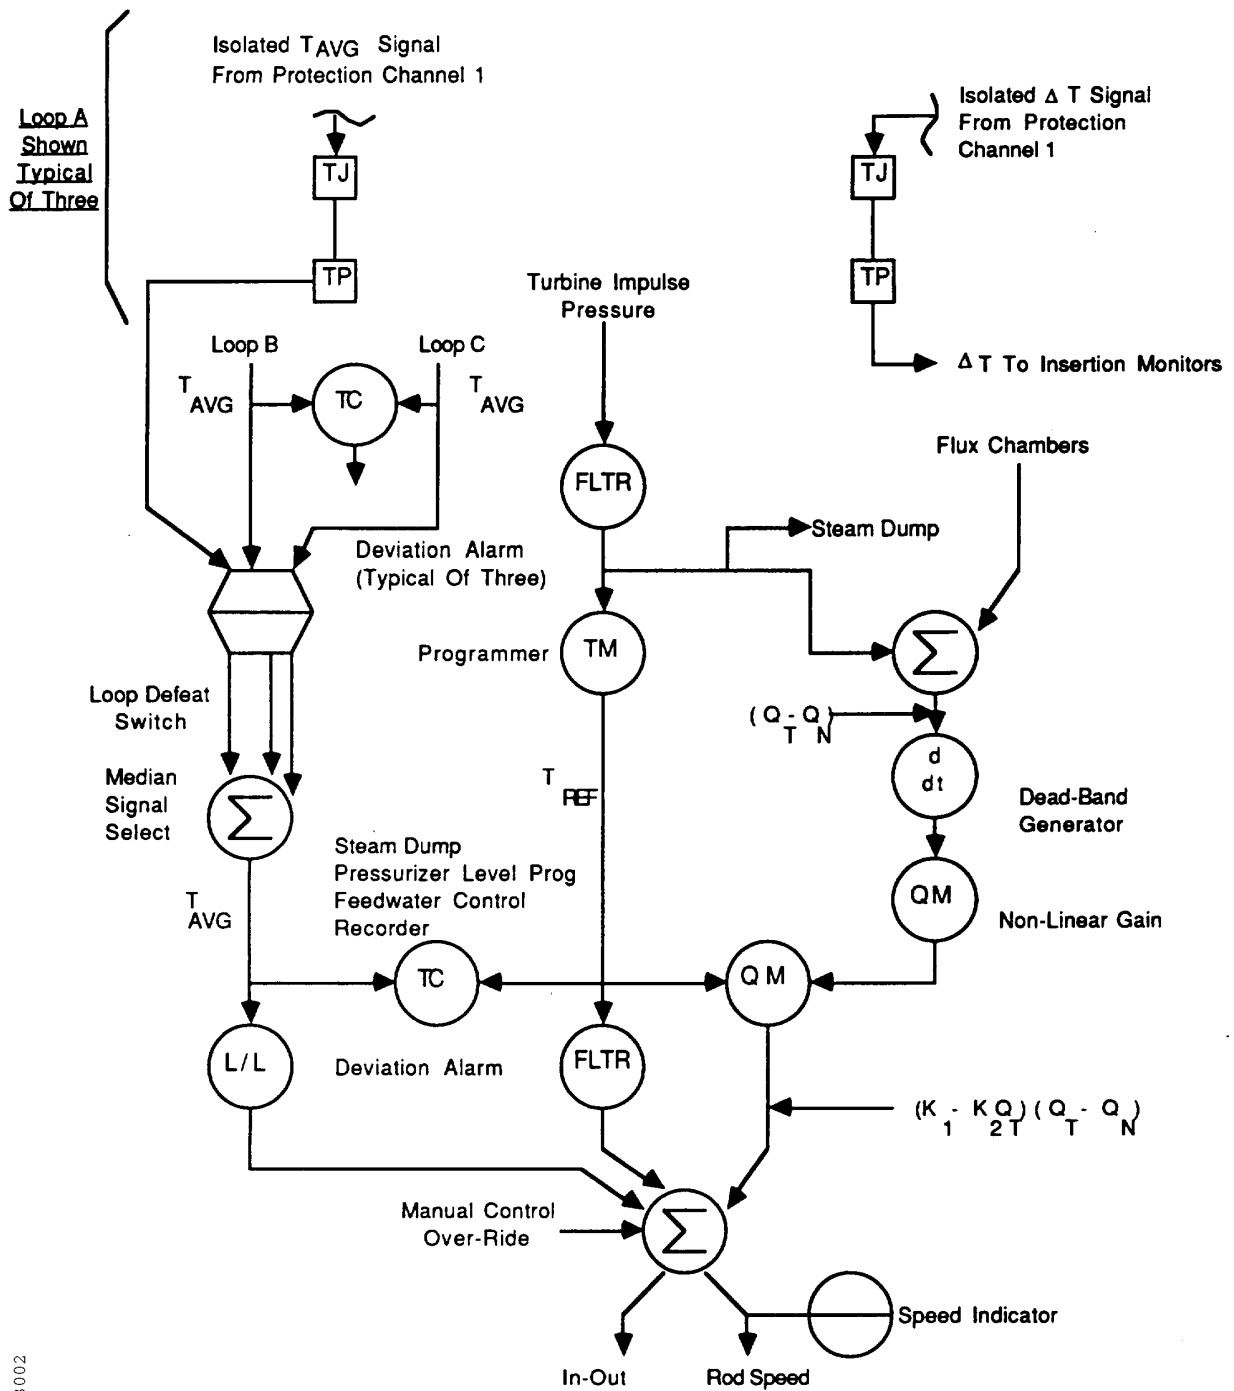 Isolated TAVG Signal
From Protection Channel 1
Loop A
Shown
Typical
Of Three
TJ
TP
Isolated Δ T Signal
From Protection
Channel 1
TJ
TP
Δ T To Insertion Monitors
Turbine Impulse
Pressure
Loop B
Loop C
T AVG
TC
T AVG
Flux Chambers
FLTR
Steam Dump
Deviation Alarm
(Typical Of Three)
Programmer
TM
Σ
Loop Defeat
Switch
(Q T - Q N)
d
dt
Dead-Band
Generator
Median
Signal
Select
Σ
T REF
Steam Dump
Pressurizer Level Prog
Feedwater Control
Recorder
T AVG
QM
Non-Linear Gain
TC
QM
L/L
Deviation Alarm
FLTR
(K 1 - K 2 Q T) (Q T - Q N)
Manual Control
Over-Ride
Σ
Speed Indicator
In-Out
Rod Speed